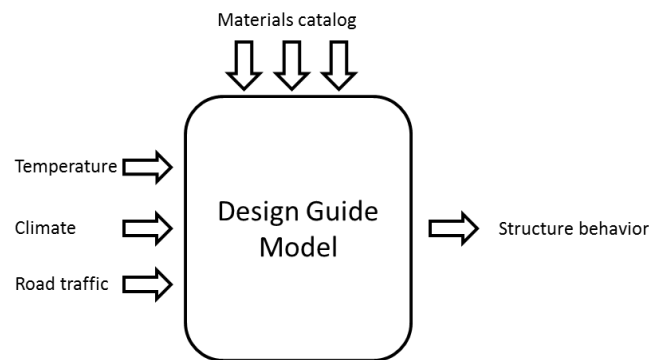 Materials catalog
Temperature
Climate
Road traffic
Design Guide
Model
Structure behavior